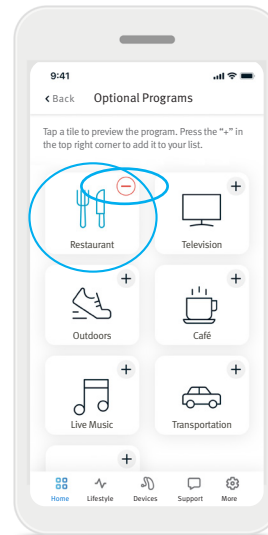 9:41
Back Optional Programs
Tap a tile to preview the program. Press the “+” in
the top right corner to add it to your list.
Restaurant
Television
Outdoors
Café
Live Music
Transportation
Home Lifestyle Devices Support More